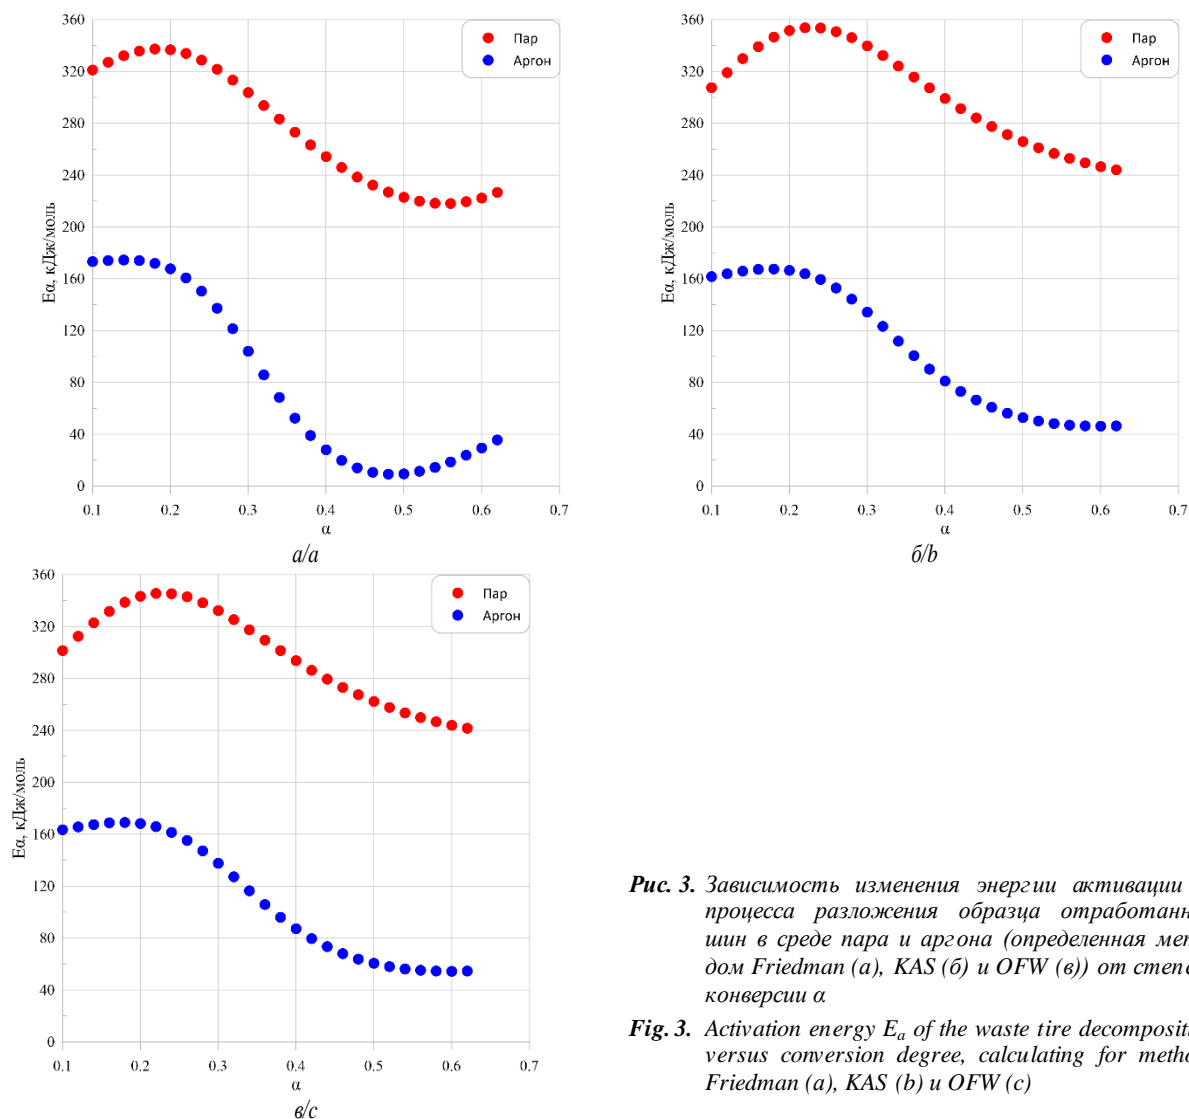 360
320
280
240
200
160
120
80
40
0
Eα, кДж/моль
Пар
Аргон
0.1 0.2 0.3 0.4 0.5 0.6 0.7
α
а/a
360
320
280
240
200
160
120
80
40
0
Eα, кДж/моль
Пар
Аргон
0.1 0.2 0.3 0.4 0.5 0.6 0.7
α
б/b
360
320
280
240
200
160
120
80
40
0
Eα, кДж/моль
Пар
Аргон
0.1 0.2 0.3 0.4 0.5 0.6 0.7
α
в/c
Рис. 3. Зависимость изменения энергии активации
процесса разложения образца
шин в среде пара и аргона (определенная
дом Friedman (а), KAS (б) и OFW (в)) от
конверсии α
Fig. 3. Activation energy Ea of the waste tire
versus conversion degree, calculating for
Friedman (a), KAS (b) и OFW (c)